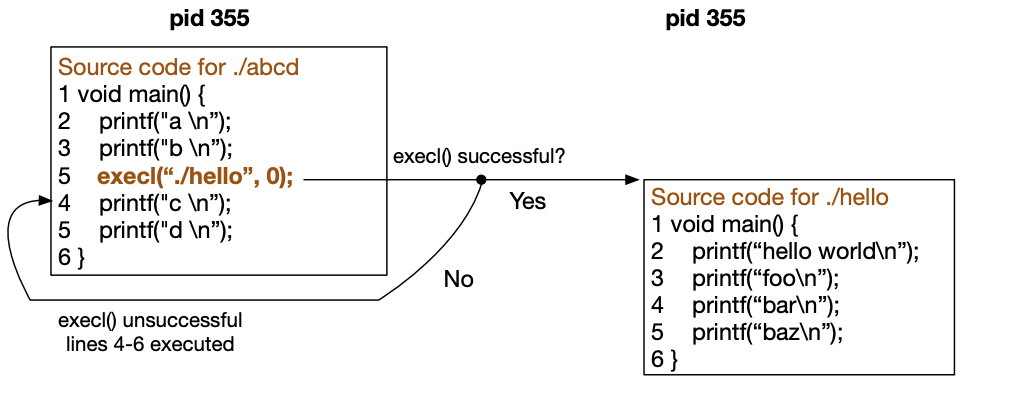 pid 355
pid 355
Source code for ./abcd
1 void main() {
2 printf("a \n”);
3 printf("b \n”);
5 execl(“./hello”, 0);
4 printf("c \n”);
5 printf("d \n”);
6 }
execl() successful?
Yes
No
execl() unsuccessful
lines 4-6 executed
Source code for ./hello
1 void main() {
2 printf(“hello world\n”);
3 printf(“foo\n”);
4 printf(“bar\n”);
5 printf(“baz\n”);
6 }